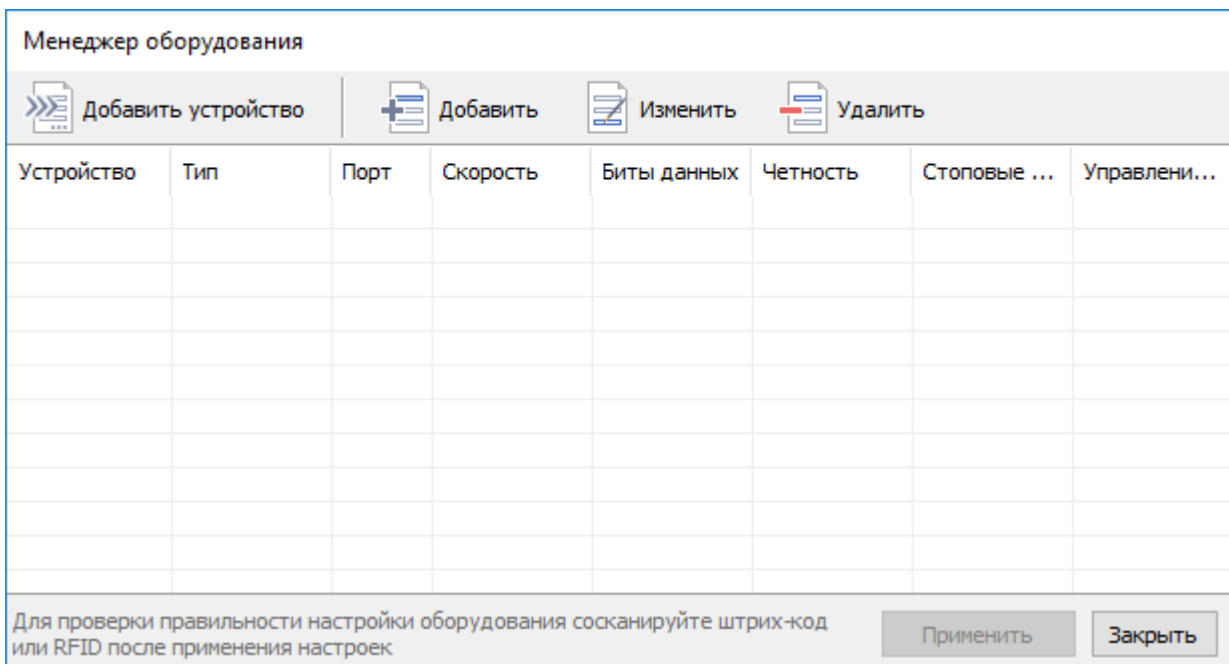 Менеджер оборудования
Добавить устройство Добавить Изменить Удалить
Устройство Тип Порт Скорость Биты данных Четность Стоповые ... Управлени...
Для проверки правильности настройки оборудования сосканируйте штрих-код
или RFID после применения настроек
Применить Закрыть